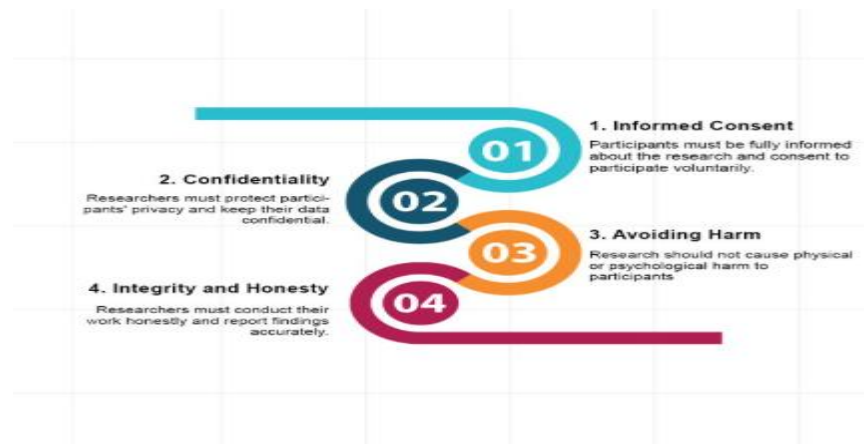 01
1. Informed Consent
Participants must be fully informed
about the research and consent to
participate voluntarily.
2. Confidentiality
Researchers must protect partici-
pants' privacy and keep their data
confidential.
02
03
3. Avoiding Harm
Research should not cause physical
or psychological harm to
participants
4. Integrity and Honesty
Researchers must conduct their
work honestly and report findings
accurately.
04